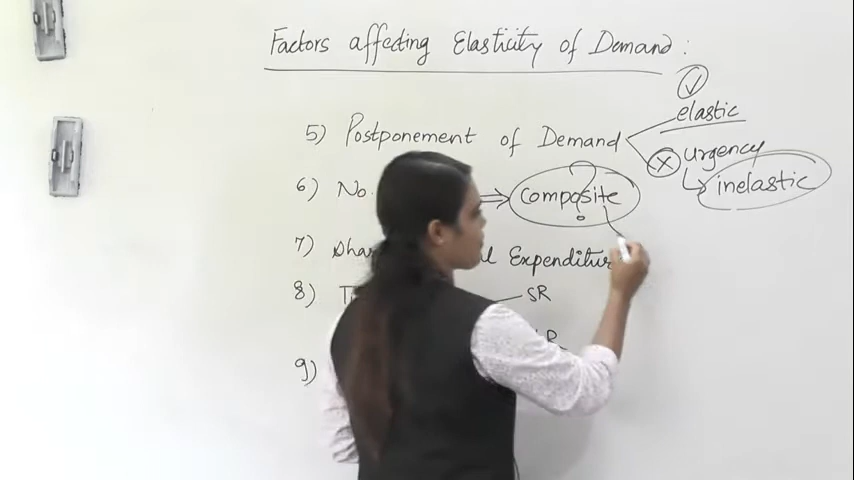 Factors affecting Elasticity of Demand :
5) Postponement of Demand
elastic
urgency
inelastic
6) No. ⇒ Composite ?
7) Expenditur
8) SR
9)